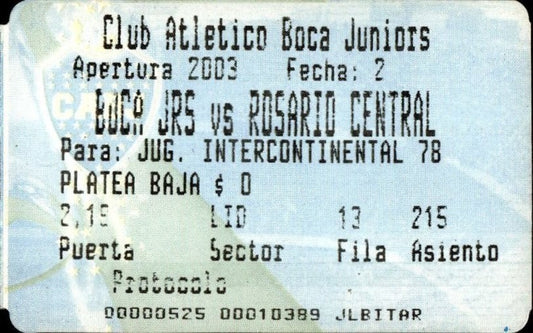 Club Atletico Boca Juniors
Apertura 2003 Fecha: 2
BOCA JRS vs ROSARIO CENTRAL
Para: JUG. INTERCONTINENTAL 78
PLATEA BAJA $ 0
2,19 LID 13 215
Puerta Sector Fila Asiento
Protocolo
00000525 00010389 JLBITAR